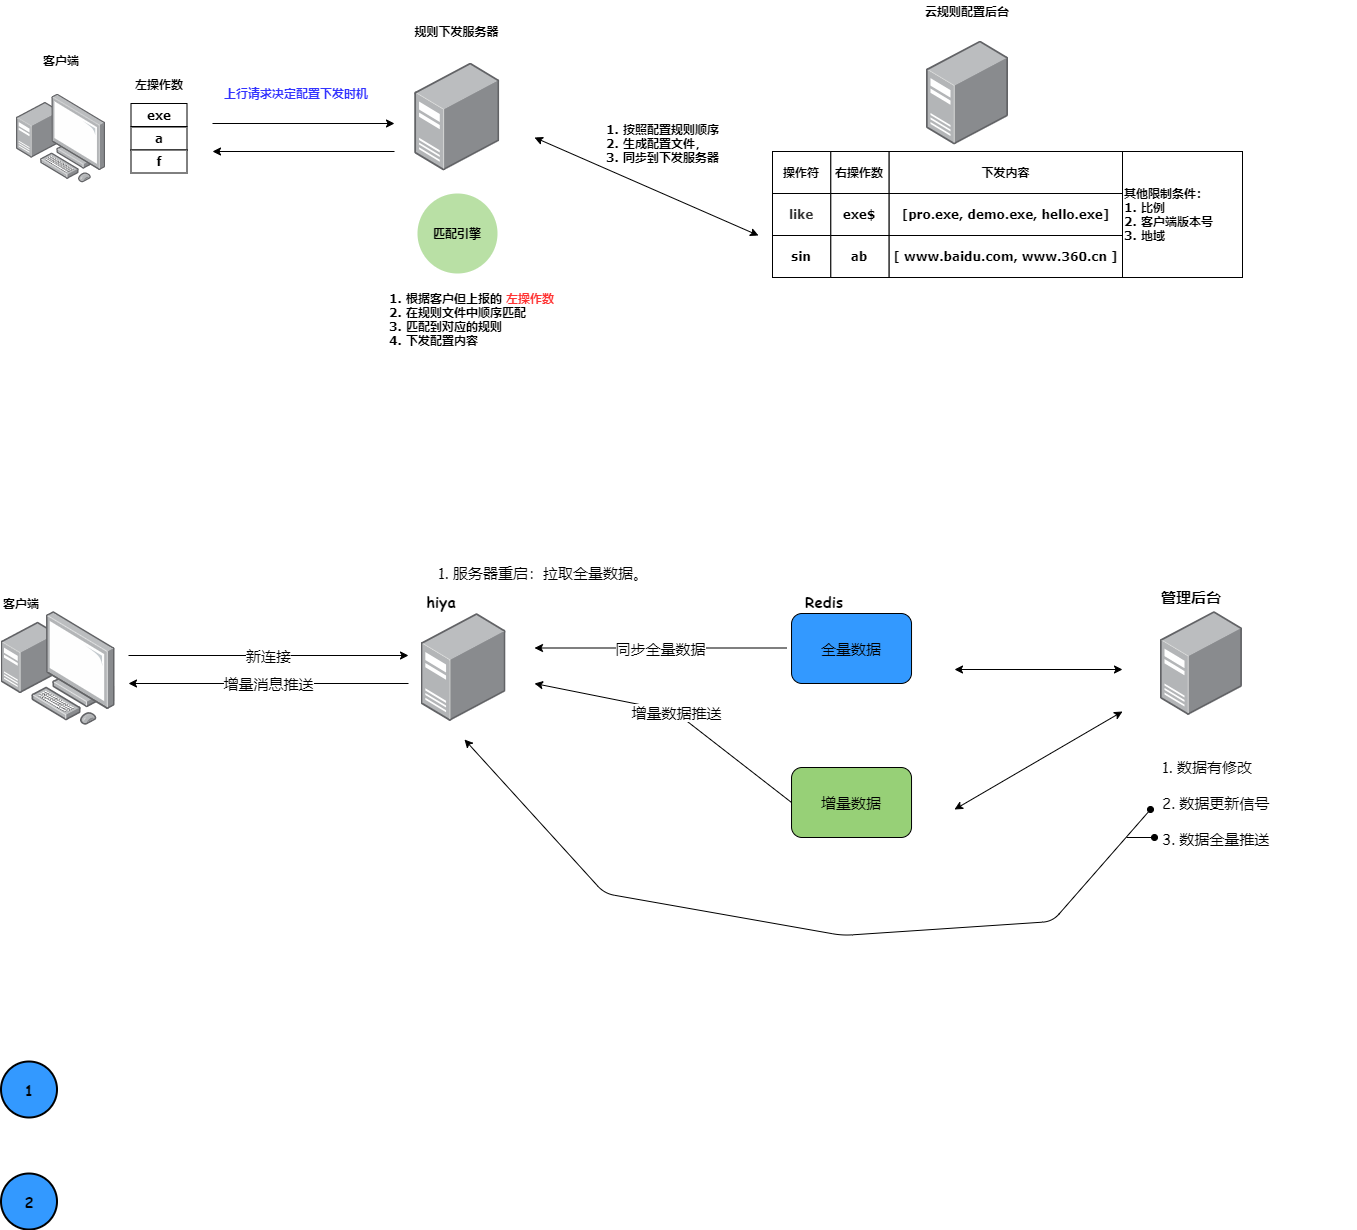 云规则配置后台
规则下发服务器
客户端
左操作数
exe
a
f
上行请求决定配置下发时机
1. 按照配置规则顺序
2. 生成配置文件，
3. 同步到下发服务器
操作符 右操作数 下发内容
like exe$ [pro.exe, demo.exe, hello.exe]
sin ab [ www.baidu.com, www.360.cn ]
其他限制条件：
1. 比例
2. 客户端版本号
3. 地域
匹配引擎
1. 根据客户但上报的 左操作数
2. 在规则文件中顺序匹配
3. 匹配到对应的规则
4. 下发配置内容
1. 服务器重启：拉取全量数据。
客户端
hiya
Redis
管理后台
新连接
增量消息推送
同步全量数据
全量数据
增量数据推送
增量数据
1. 数据有修改
2. 数据更新信号
3. 数据全量推送
1
2